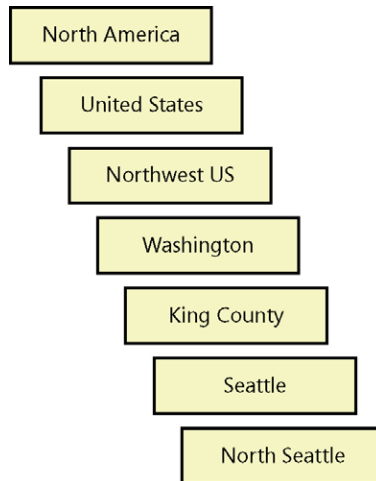 North America
United States
Northwest US
Washington
King County
Seattle
North Seattle